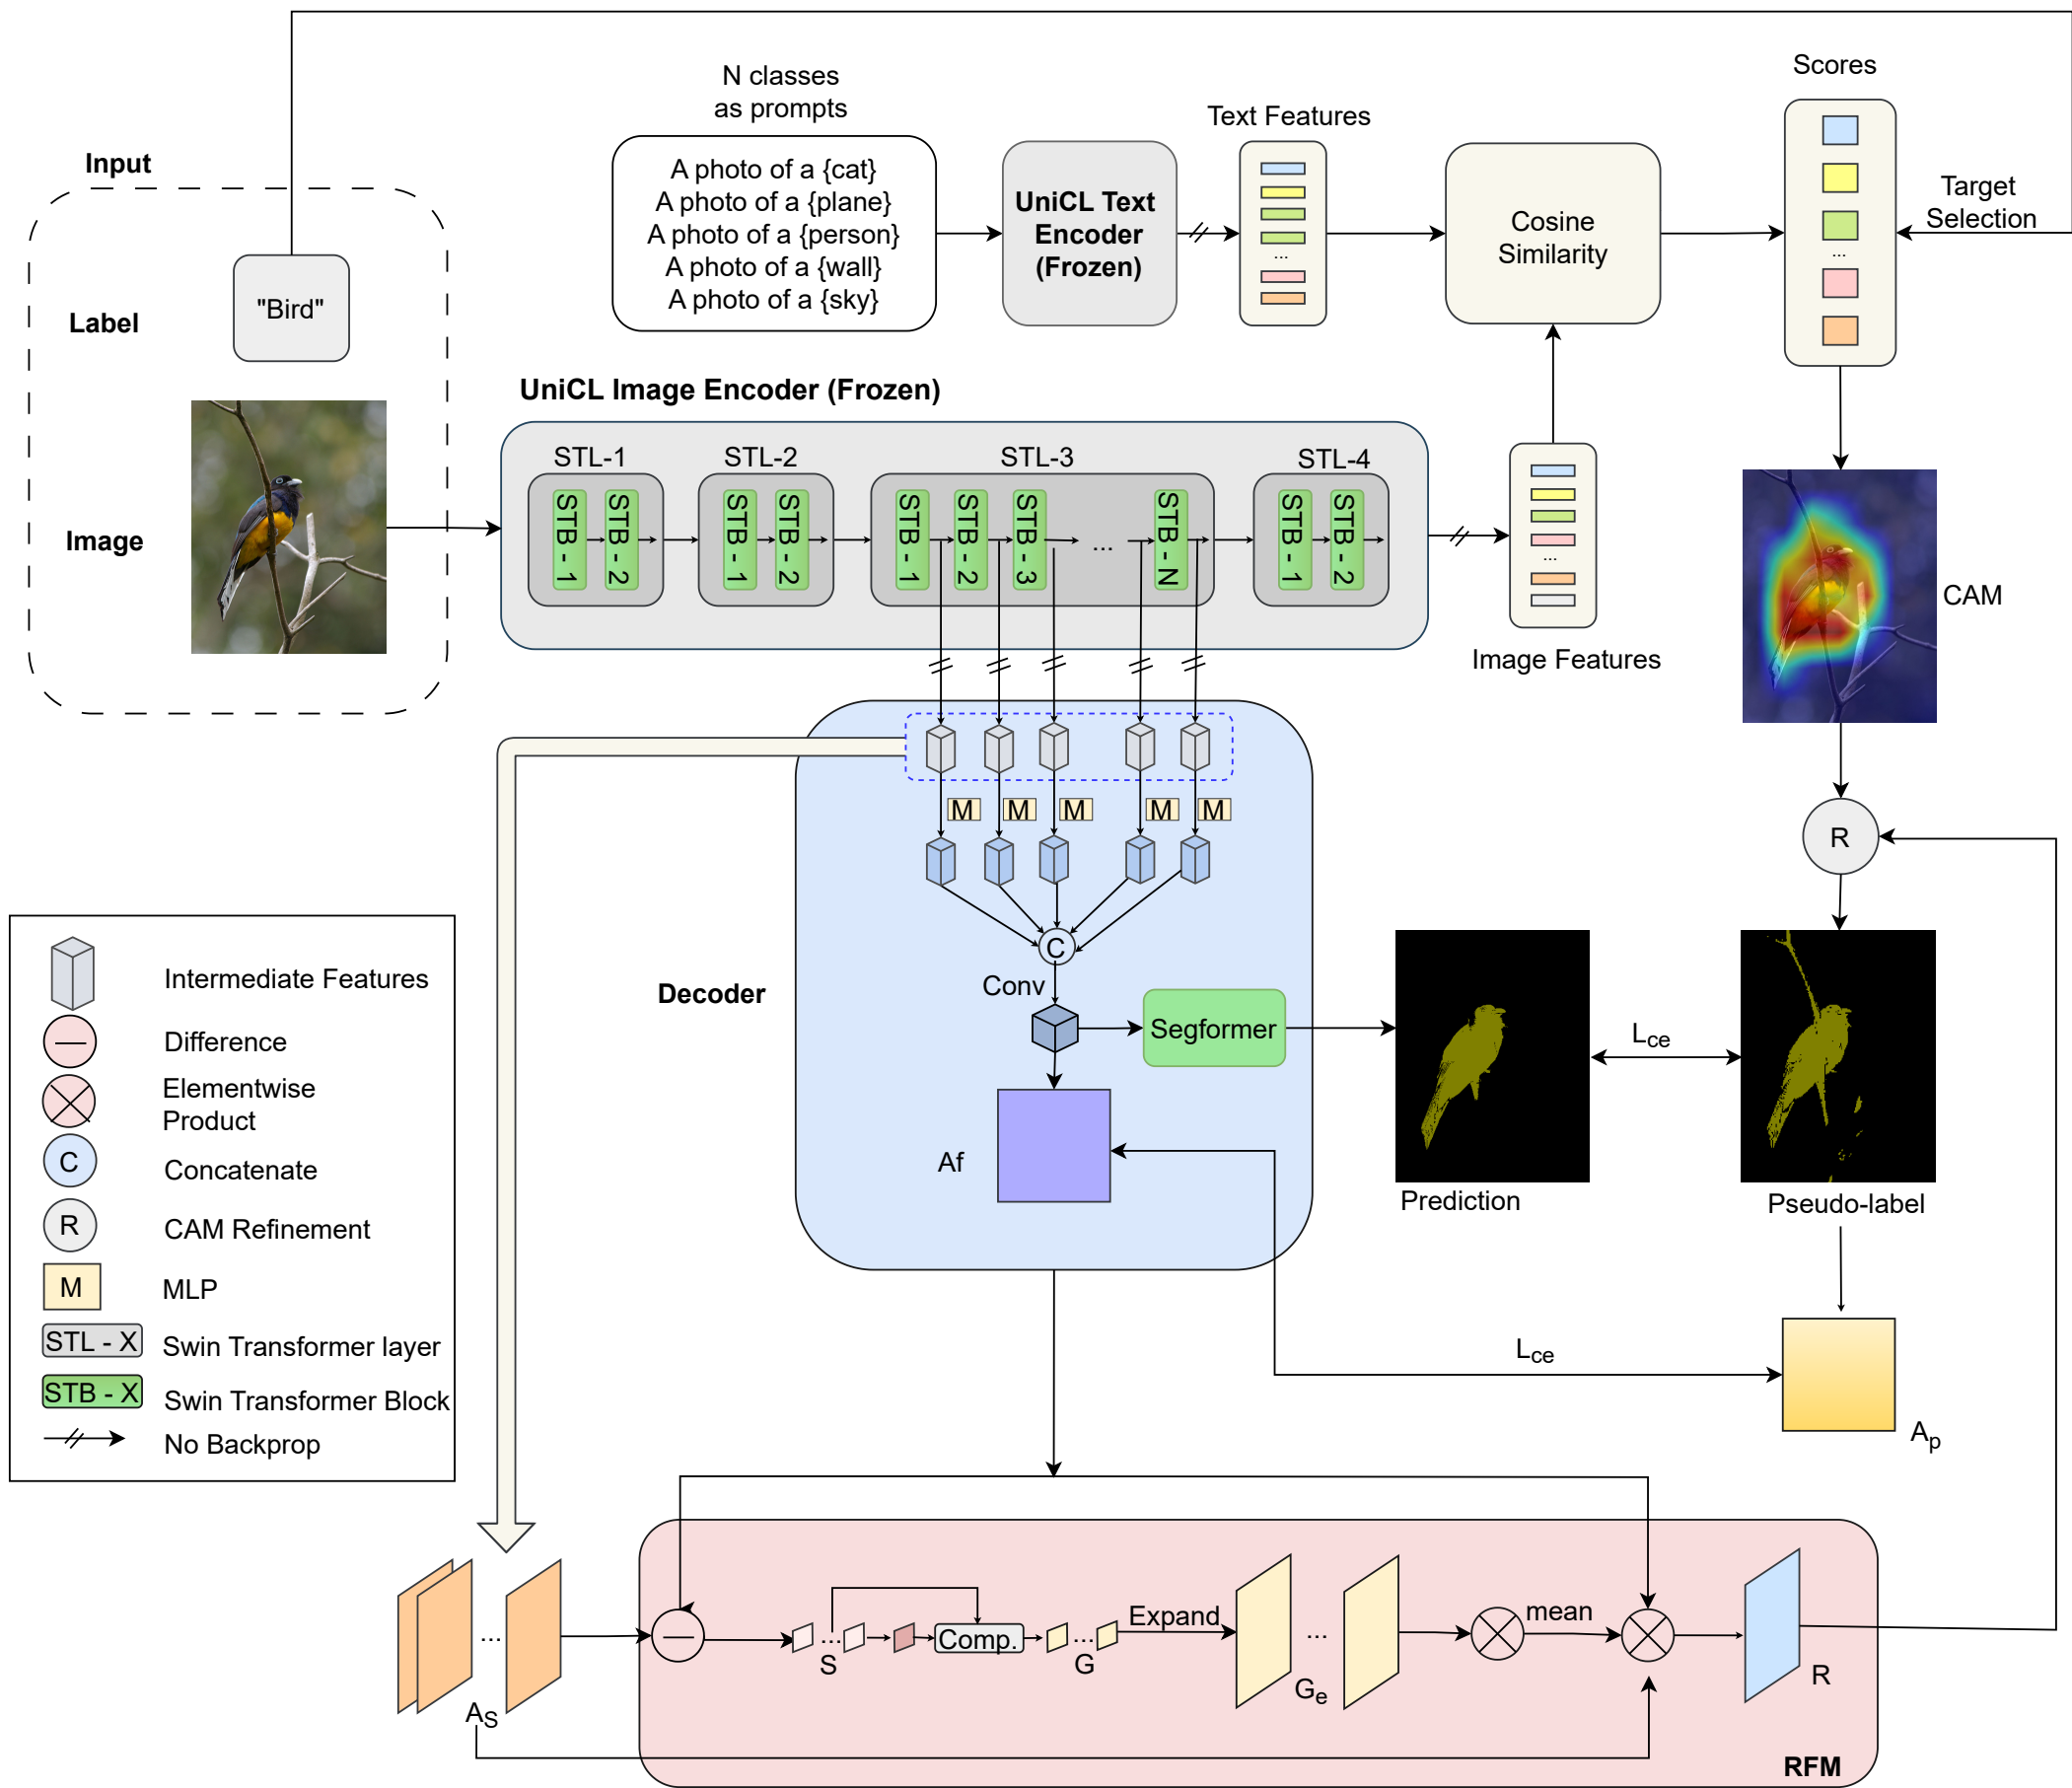 N classes
as prompts
Scores
Text Features
Input
A photo of a {cat}
A photo of a {plane}
A photo of a {person}
A photo of a {wall}
A photo of a {sky}
UniCL Text
Encoder
(Frozen)
...
Cosine
Similarity
...
Target
Selection
Label
"Bird"
UniCL Image Encoder (Frozen)
Image
STL-1
STL-2
STL-3
STL-4
STB - 1
STB - 2
STB - 1
STB - 2
STB - 1
STB - 2
STB - 3
...
STB - N
STB - 1
STB - 2
...
Image Features
CAM
M
M
M
M
M
R
C
Conv
Decoder
Segformer
Lce
Af
Prediction
Pseudo-label
Lce
Ap
Intermediate Features
Difference
Elementwise
Product
C
Concatenate
R
CAM Refinement
M
MLP
STL - X
Swin Transformer layer
STB - X
Swin Transformer Block
No Backprop
...
AS
...
S
Comp.
...
G
Expand
...
Ge
mean
R
RFM